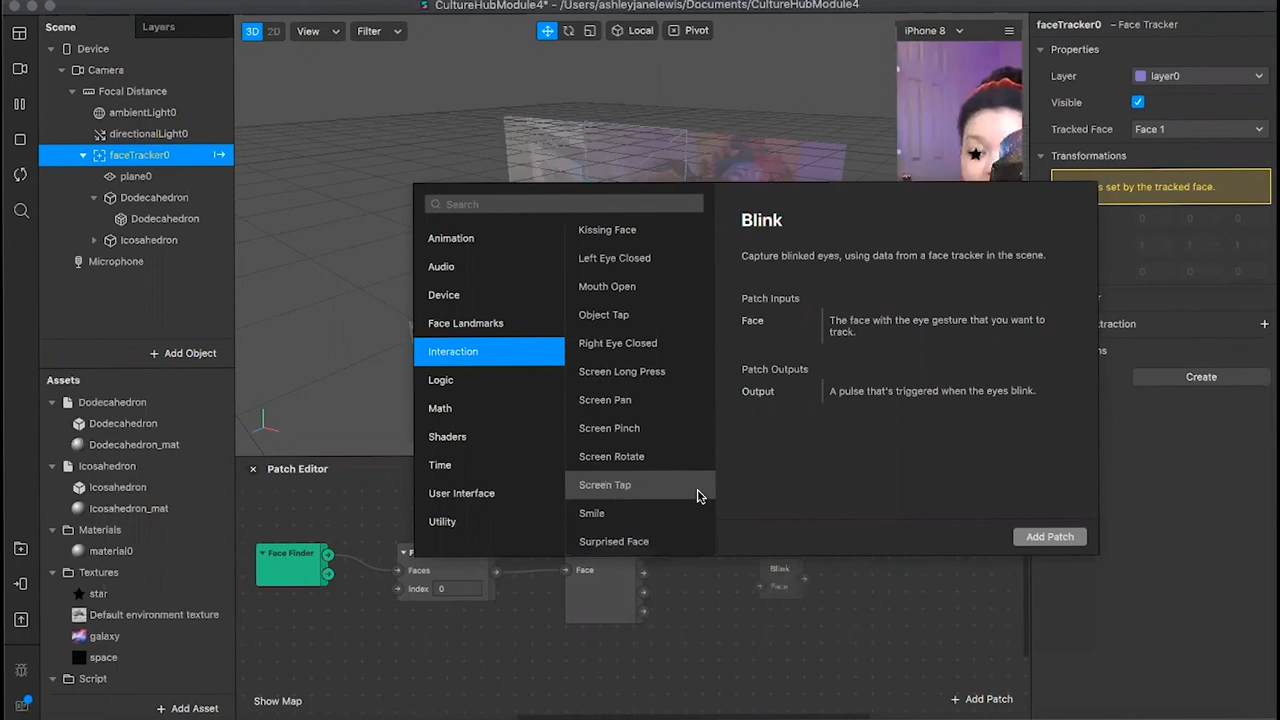 CultureHubModule4* - /Users/ashleyjanelewis/Documents/CultureHubModule4
Scene
Layers
Device
Camera
Focal Distance
ambientLight0
directionalLight0
faceTracker0
plane0
Dodecahedron
Dodecahedron
Icosahedron
Microphone
Add Object
Assets
Dodecahedron
Dodecahedron
Dodecahedron_mat
Icosahedron
Icosahedron
Icosahedron_mat
Materials
material0
Textures
star
Default environment texture
galaxy
space
Script
Add Asset
3D
2D
View
Filter
Local
Pivot
iPhone 8
Search
Animation
Audio
Device
Face Landmarks
Interaction
Logic
Math
Shaders
Time
User Interface
Utility
Kissing Face
Left Eye Closed
Mouth Open
Object Tap
Right Eye Closed
Screen Long Press
Screen Pan
Screen Pinch
Screen Rotate
Screen Tap
Smile
Surprised Face
Blink
Capture blinked eyes, using data from a face tracker in the scene.
Patch Inputs
Face
The face with the eye gesture that you want to
track.
Patch Outputs
Output
A pulse that's triggered when the eyes blink.
Add Patch
Patch Editor
Face Finder
Faces
Index 0
Face
Blink
Face
Show Map
Add Patch
faceTracker0 – Face Tracker
Properties
Layer
layer0
Visible
Tracked Face
Face 1
Transformations
s set by the tracked face.
Create